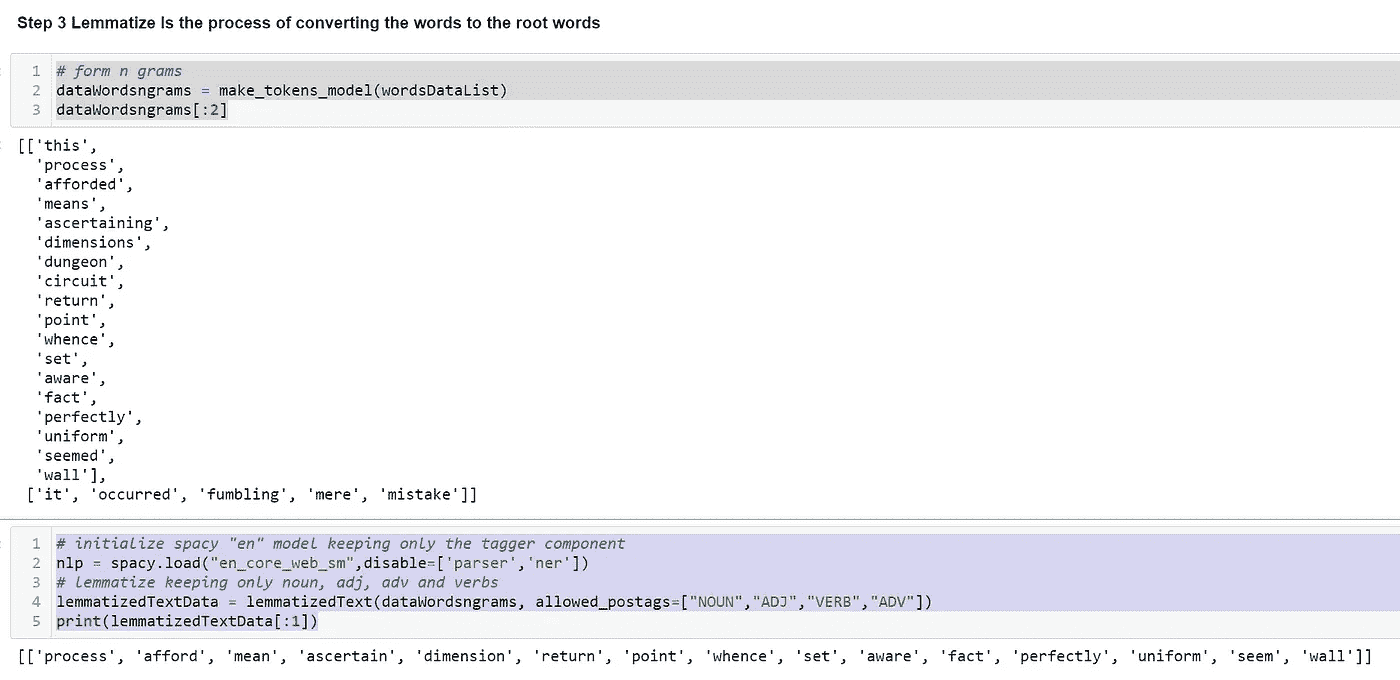 Step 3 Lemmatize Is the process of converting the words to the root words
1 # form n grams
2 dataWordsngrams = make_tokens_model(wordsDataList)
3 dataWordsngrams[:2]
[['this',
'process',
'afforded',
'means',
'ascertaining',
'dimensions',
'dungeon',
'circuit',
'return',
'point',
'whence',
'set',
'aware',
'fact',
'perfectly',
'uniform',
'seemed',
'wall'],
['it', 'occurred', 'fumbling', 'mere', 'mistake']]
1 # initialize spacy "en" model keeping only the tagger component
2 nlp = spacy.load("en_core_web_sm",disable=['parser','ner'])
3 # lemmatize keeping only noun, adj, adv and verbs
4 lemmatizedTextData = lemmatizedText(dataWordsngrams, allowed_postags=["NOUN","ADJ","VERB","ADV"])
5 print(lemmatizedTextData[:1])
[['process', 'afford', 'mean', 'ascertain', 'dimension', 'return', 'point', 'whence', 'set', 'aware', 'fact', 'perfectly', 'uniform', 'seem', 'wall']]